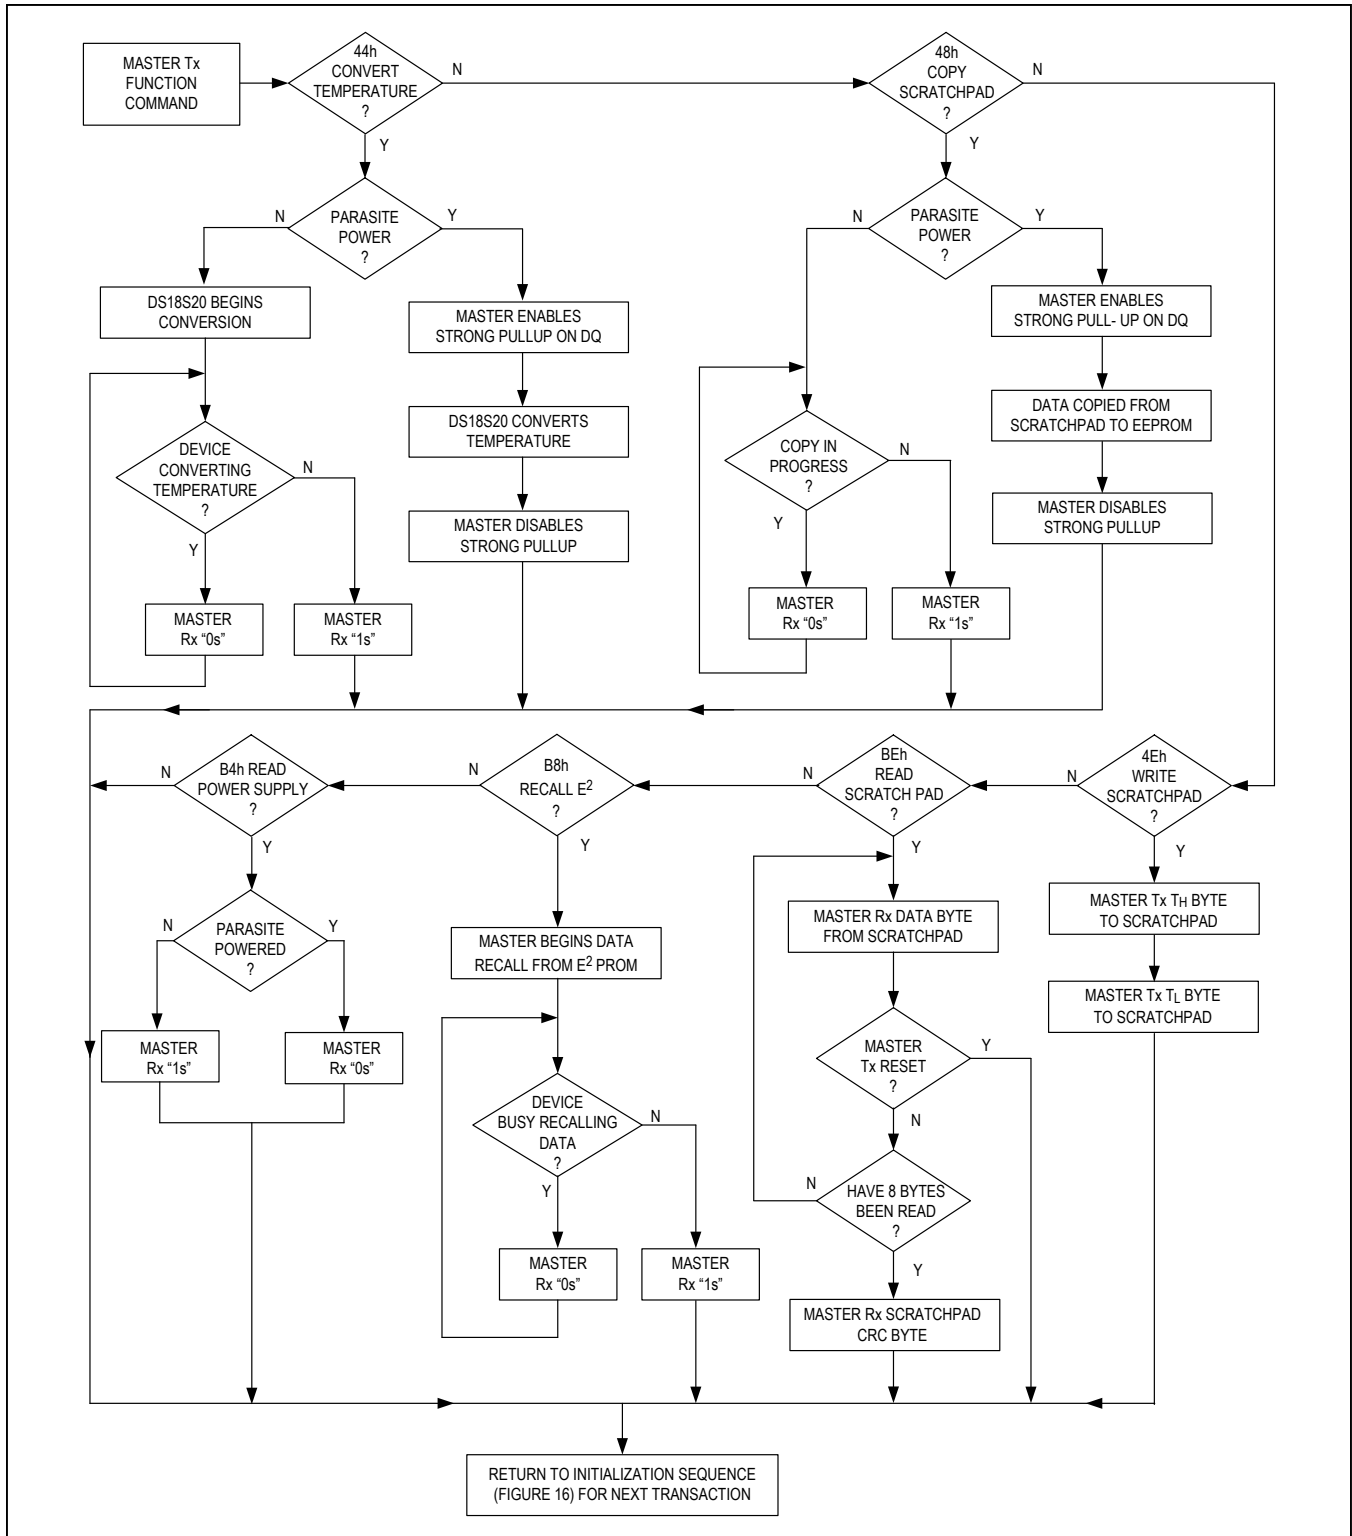 MASTER Tx
FUNCTION
COMMAND
44h
CONVERT
TEMPERATURE
?
N
Y
48h
COPY
SCRATCHPAD
?
N
Y
PARASITE
POWER
?
N
Y
DS18S20 BEGINS
CONVERSION
MASTER ENABLES
STRONG PULLUP ON DQ
DEVICE
CONVERTING
TEMPERATURE
?
N
Y
DS18S20 CONVERTS
TEMPERATURE
MASTER DISABLES
STRONG PULLUP
MASTER
Rx “0s”
MASTER
Rx “1s”
PARASITE
POWER
?
N
Y
MASTER ENABLES
STRONG PULL- UP ON DQ
COPY IN
PROGRESS
?
N
Y
DATA COPIED FROM
SCRATCHPAD TO EEPROM
MASTER DISABLES
STRONG PULLUP
MASTER
Rx “0s”
MASTER
Rx “1s”
B4h READ
POWER SUPPLY
?
N
Y
B8h
RECALL E2
?
N
Y
BEh
READ
SCRATCH PAD
?
N
Y
4Eh
WRITE
SCRATCHPAD
?
N
Y
PARASITE
POWERED
?
N
Y
MASTER
Rx “1s”
MASTER
Rx “0s”
MASTER BEGINS DATA
RECALL FROM E2 PROM
DEVICE
BUSY RECALLING
DATA
?
N
Y
MASTER
Rx “0s”
MASTER
Rx “1s”
MASTER Rx DATA BYTE
FROM SCRATCHPAD
MASTER
Tx RESET
?
Y
N
HAVE 8 BYTES
BEEN READ
?
N
Y
MASTER Rx SCRATCHPAD
CRC BYTE
MASTER Tx TH BYTE
TO SCRATCHPAD
MASTER Tx TL BYTE
TO SCRATCHPAD
RETURN TO INITIALIZATION SEQUENCE
(FIGURE 16) FOR NEXT TRANSACTION